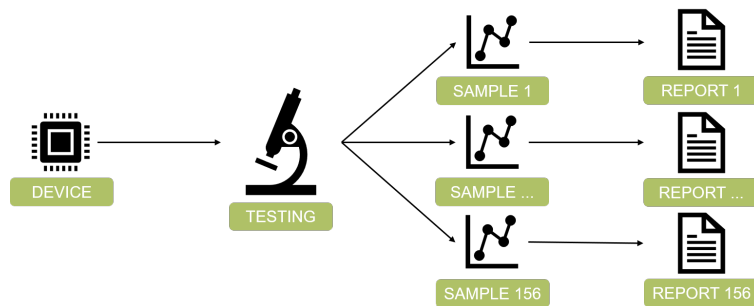 DEVICE
TESTING
SAMPLE 1
REPORT 1
SAMPLE ...
REPORT ...
SAMPLE 156
REPORT 156